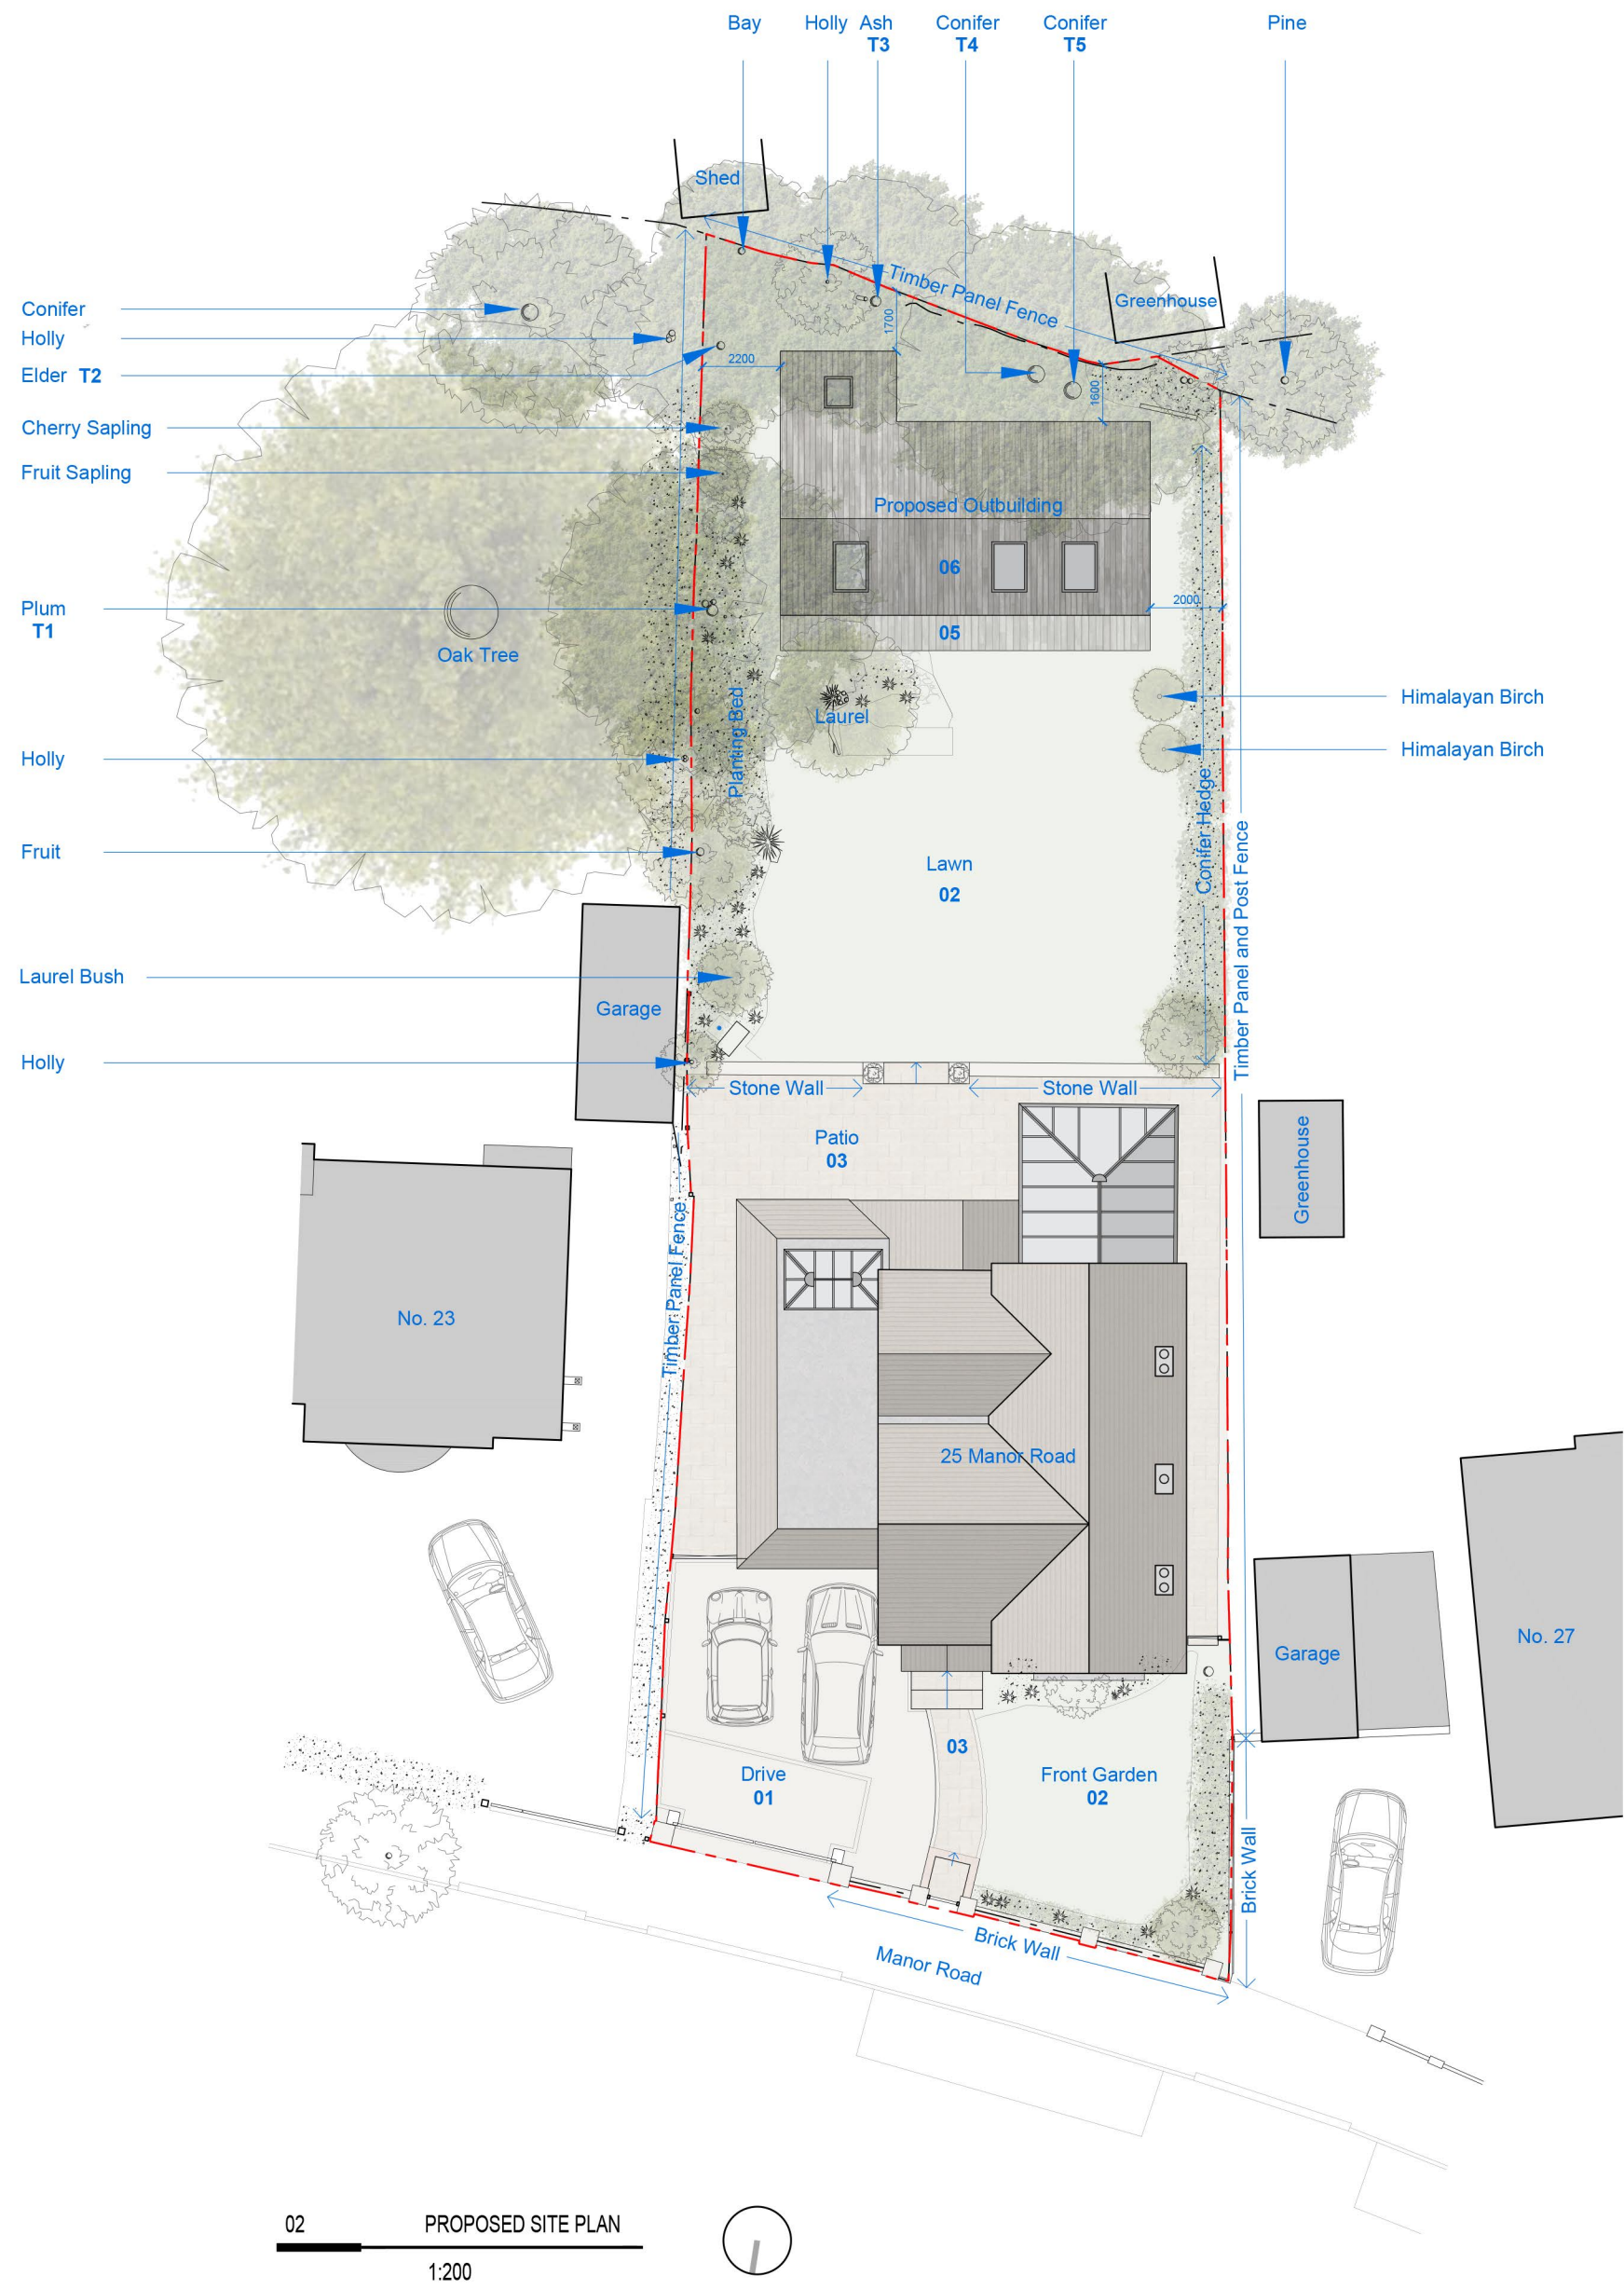 Bay
Holly
Ash
T3
Conifer
T4
Conifer
T5
Pine
Shed
Timber Panel Fence
Greenhouse
Conifer
Holly
Elder T2
1700
2200
1600
Cherry Sapling
Fruit Sapling
Proposed Outbuilding
06
2000
05
Plum
T1
Oak Tree
Planting Bed
Laurel
Himalayan Birch
Himalayan Birch
Holly
Conifer Hedge
Timber Panel and Post Fence
Fruit
Lawn
02
Laurel Bush
Garage
Holly
Stone Wall
Stone Wall
Patio
03
Greenhouse
Timber Panel Fence
No. 23
25 Manor Road
Garage
No. 27
03
Drive
01
Front Garden
02
Brick Wall
Brick Wall
Manor Road
02 PROPOSED SITE PLAN
1:200